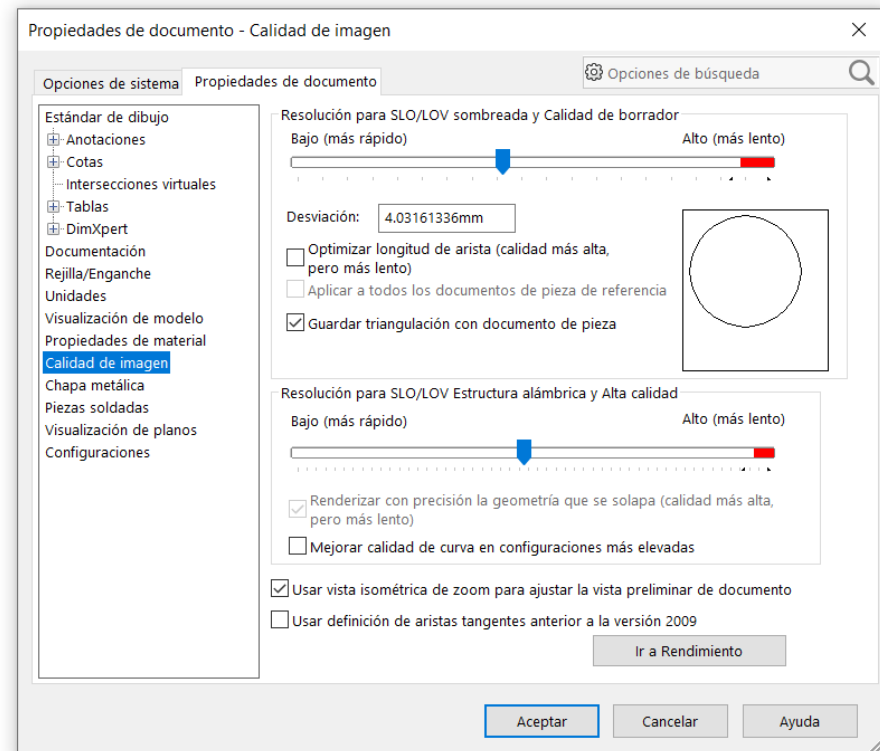 Propiedades de documento - Calidad de imagen
Opciones de sistema
Propiedades de documento
Opciones de búsqueda
Estándar de dibujo
Anotaciones
Cotas
Intersecciones virtuales
Tablas
DimXpert
Documentación
Rejilla/Enganche
Unidades
Visualización de modelo
Propiedades de material
Calidad de imagen
Chapa metálica
Piezas soldadas
Visualización de planos
Configuraciones
Resolución para SLO/LOV sombreada y Calidad de borrador
Bajo (más rápido)
Alto (más lento)
Desviación:
4.03161336mm
Optimizar longitud de arista (calidad más alta,
pero más lento)
Aplicar a todos los documentos de pieza de referencia
Guardar triangulación con documento de pieza
Resolución para SLO/LOV Estructura alámbrica y Alta calidad
Bajo (más rápido)
Alto (más lento)
Renderizar con precisión la geometría que se solapa (calidad más alta,
pero más lento)
Mejorar calidad de curva en configuraciones más elevadas
Usar vista isométrica de zoom para ajustar la vista preliminar de documento
Usar definición de aristas tangentes anterior a la versión 2009
Ir a Rendimiento
Aceptar
Cancelar
Ayuda